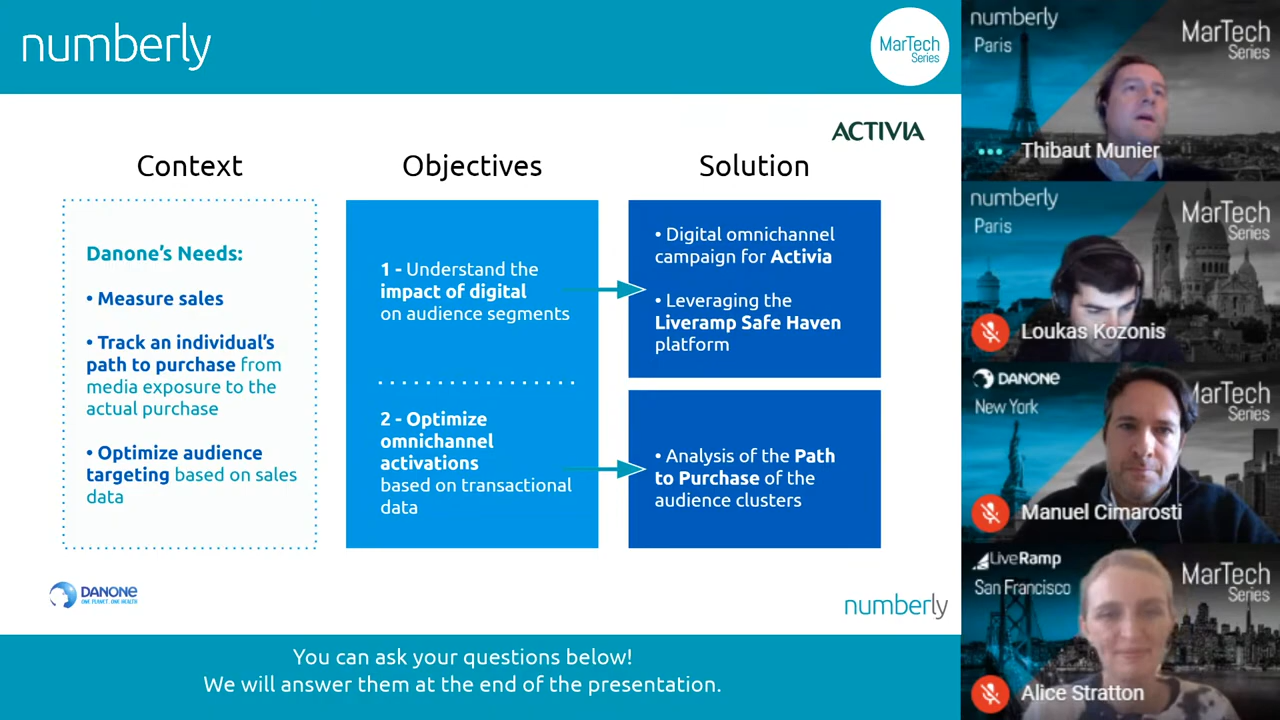 numberly
MarTech
Series
ACTIVIA
Context
Danone's Needs:
• Measure sales
• Track an individual's
path to purchase from
media exposure to the
actual purchase
• Optimize audience
targeting based on sales
data
Objectives
1 - Understand the
impact of digital
on audience segments
2 - Optimize
omnichannel
activations
based on transactional
data
Solution
• Digital omnichannel
campaign for Activia
• Leveraging the
Liveramp Safe Haven
platform
• Analysis of the Path
to Purchase of the
audience clusters
DANONE
ONE PLANET. ONE HEALTH
numberly
You can ask your questions below!
We will answer them at the end of the presentation.
numberly
Paris
MarTech
Series
Thibaut Munier
numberly
Paris
MarTech
Series
Loukas Kozonis
DANONE
New York
MarTech
Series
Manuel Cimarosti
LiveRamp
San Francisco
MarTech
Series
Alice Stratton